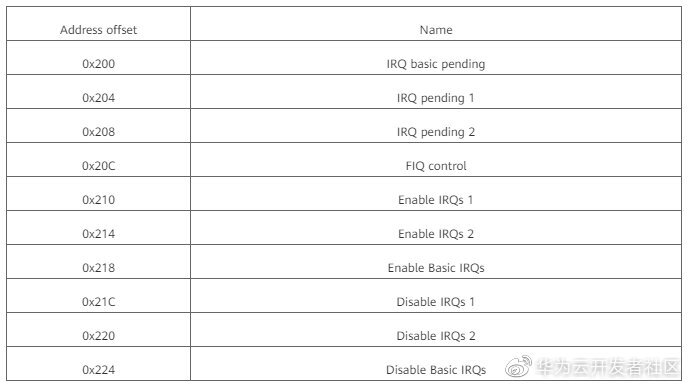 Address offset Name
0x200 IRQ basic pending
0x204 IRQ pending 1
0x208 IRQ pending 2
0x20C FIQ control
0x210 Enable IRQs 1
0x214 Enable IRQs 2
0x218 Enable Basic IRQs
0x21C Disable IRQs 1
0x220 Disable IRQs 2
0x224 Disable Basic IRQs
华为云开发者社区